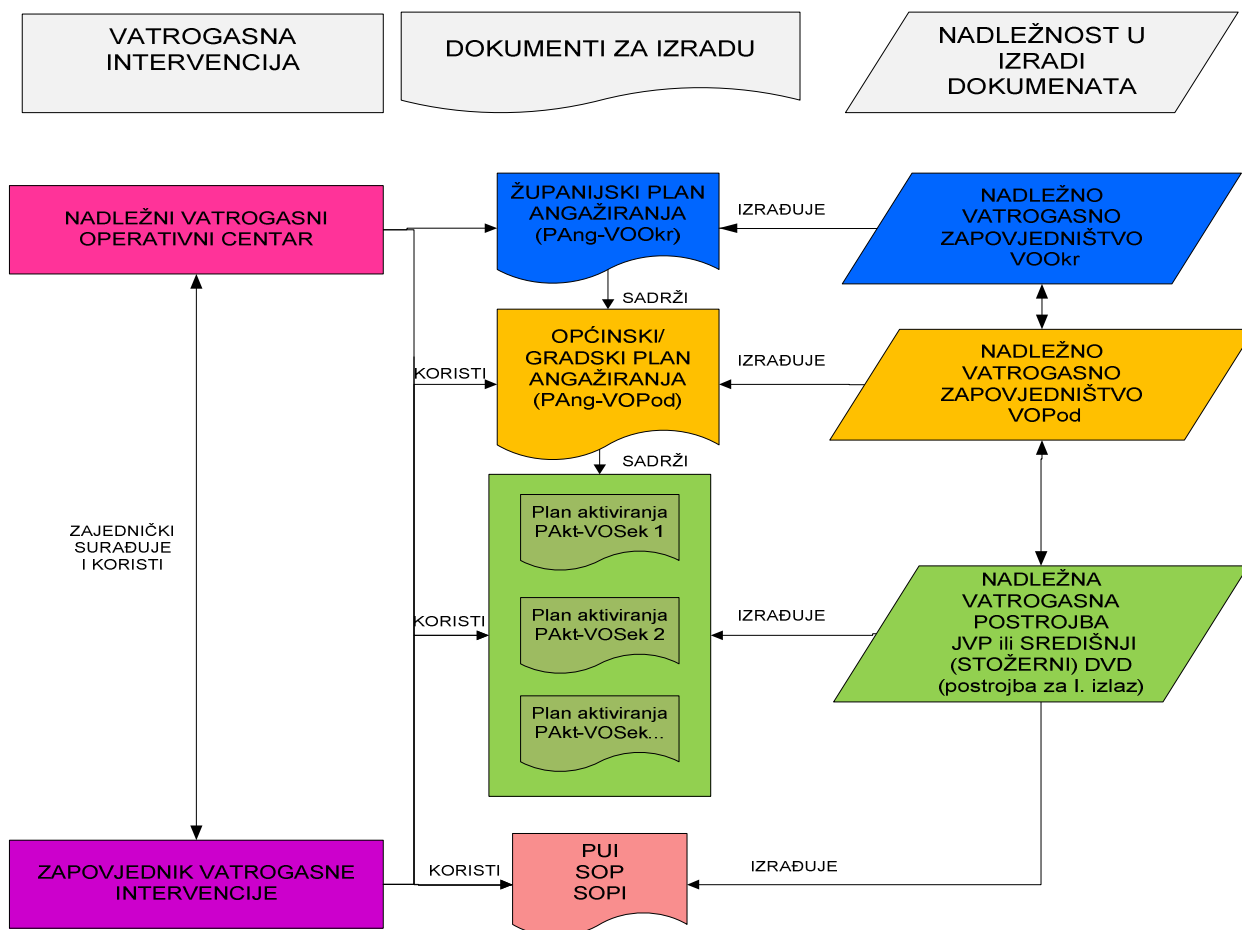 VATROGASNA
INTERVENCIJA
DOKUMENTI ZA IZRADU
NADLEŽNOST U
IZRADI
DOKUMENATA
NADLEŽNI VATROGASNI
OPERATIVNI CENTAR
ŽUPANIJSKI PLAN
ANGAŽIRANJA
(PAng-VOOkr)
IZRAĐUJE
NADLEŽNO
VATROGASNO
ZAPOVJEDNIŠTVO
VOOkr
SADRŽI
KORISTI
OPĆINSKI/
GRADSKI PLAN
ANGAŽIRANJA
(PAng-VOPod)
IZRAĐUJE
NADLEŽNO
VATROGASNO
ZAPOVJEDNIŠTVO
VOPod
SADRŽI
ZAJEDNIČKI
SURAĐUJE
I KORISTI
KORISTI
Plan aktiviranja
PAkt-VOSek 1
Plan aktiviranja
PAkt-VOSek 2
Plan aktiviranja
PAkt-VOSek...
IZRAĐUJE
NADLEŽNA
VATROGASNA
POSTROJBA
JVP ili SREDIŠNJI
(STOŽERNI) DVD
(postrojba za I. izlaz)
ZAPOVJEDNIK VATROGASNE
INTERVENCIJE
KORISTI
PUI
SOP
SOPI
IZRAĐUJE